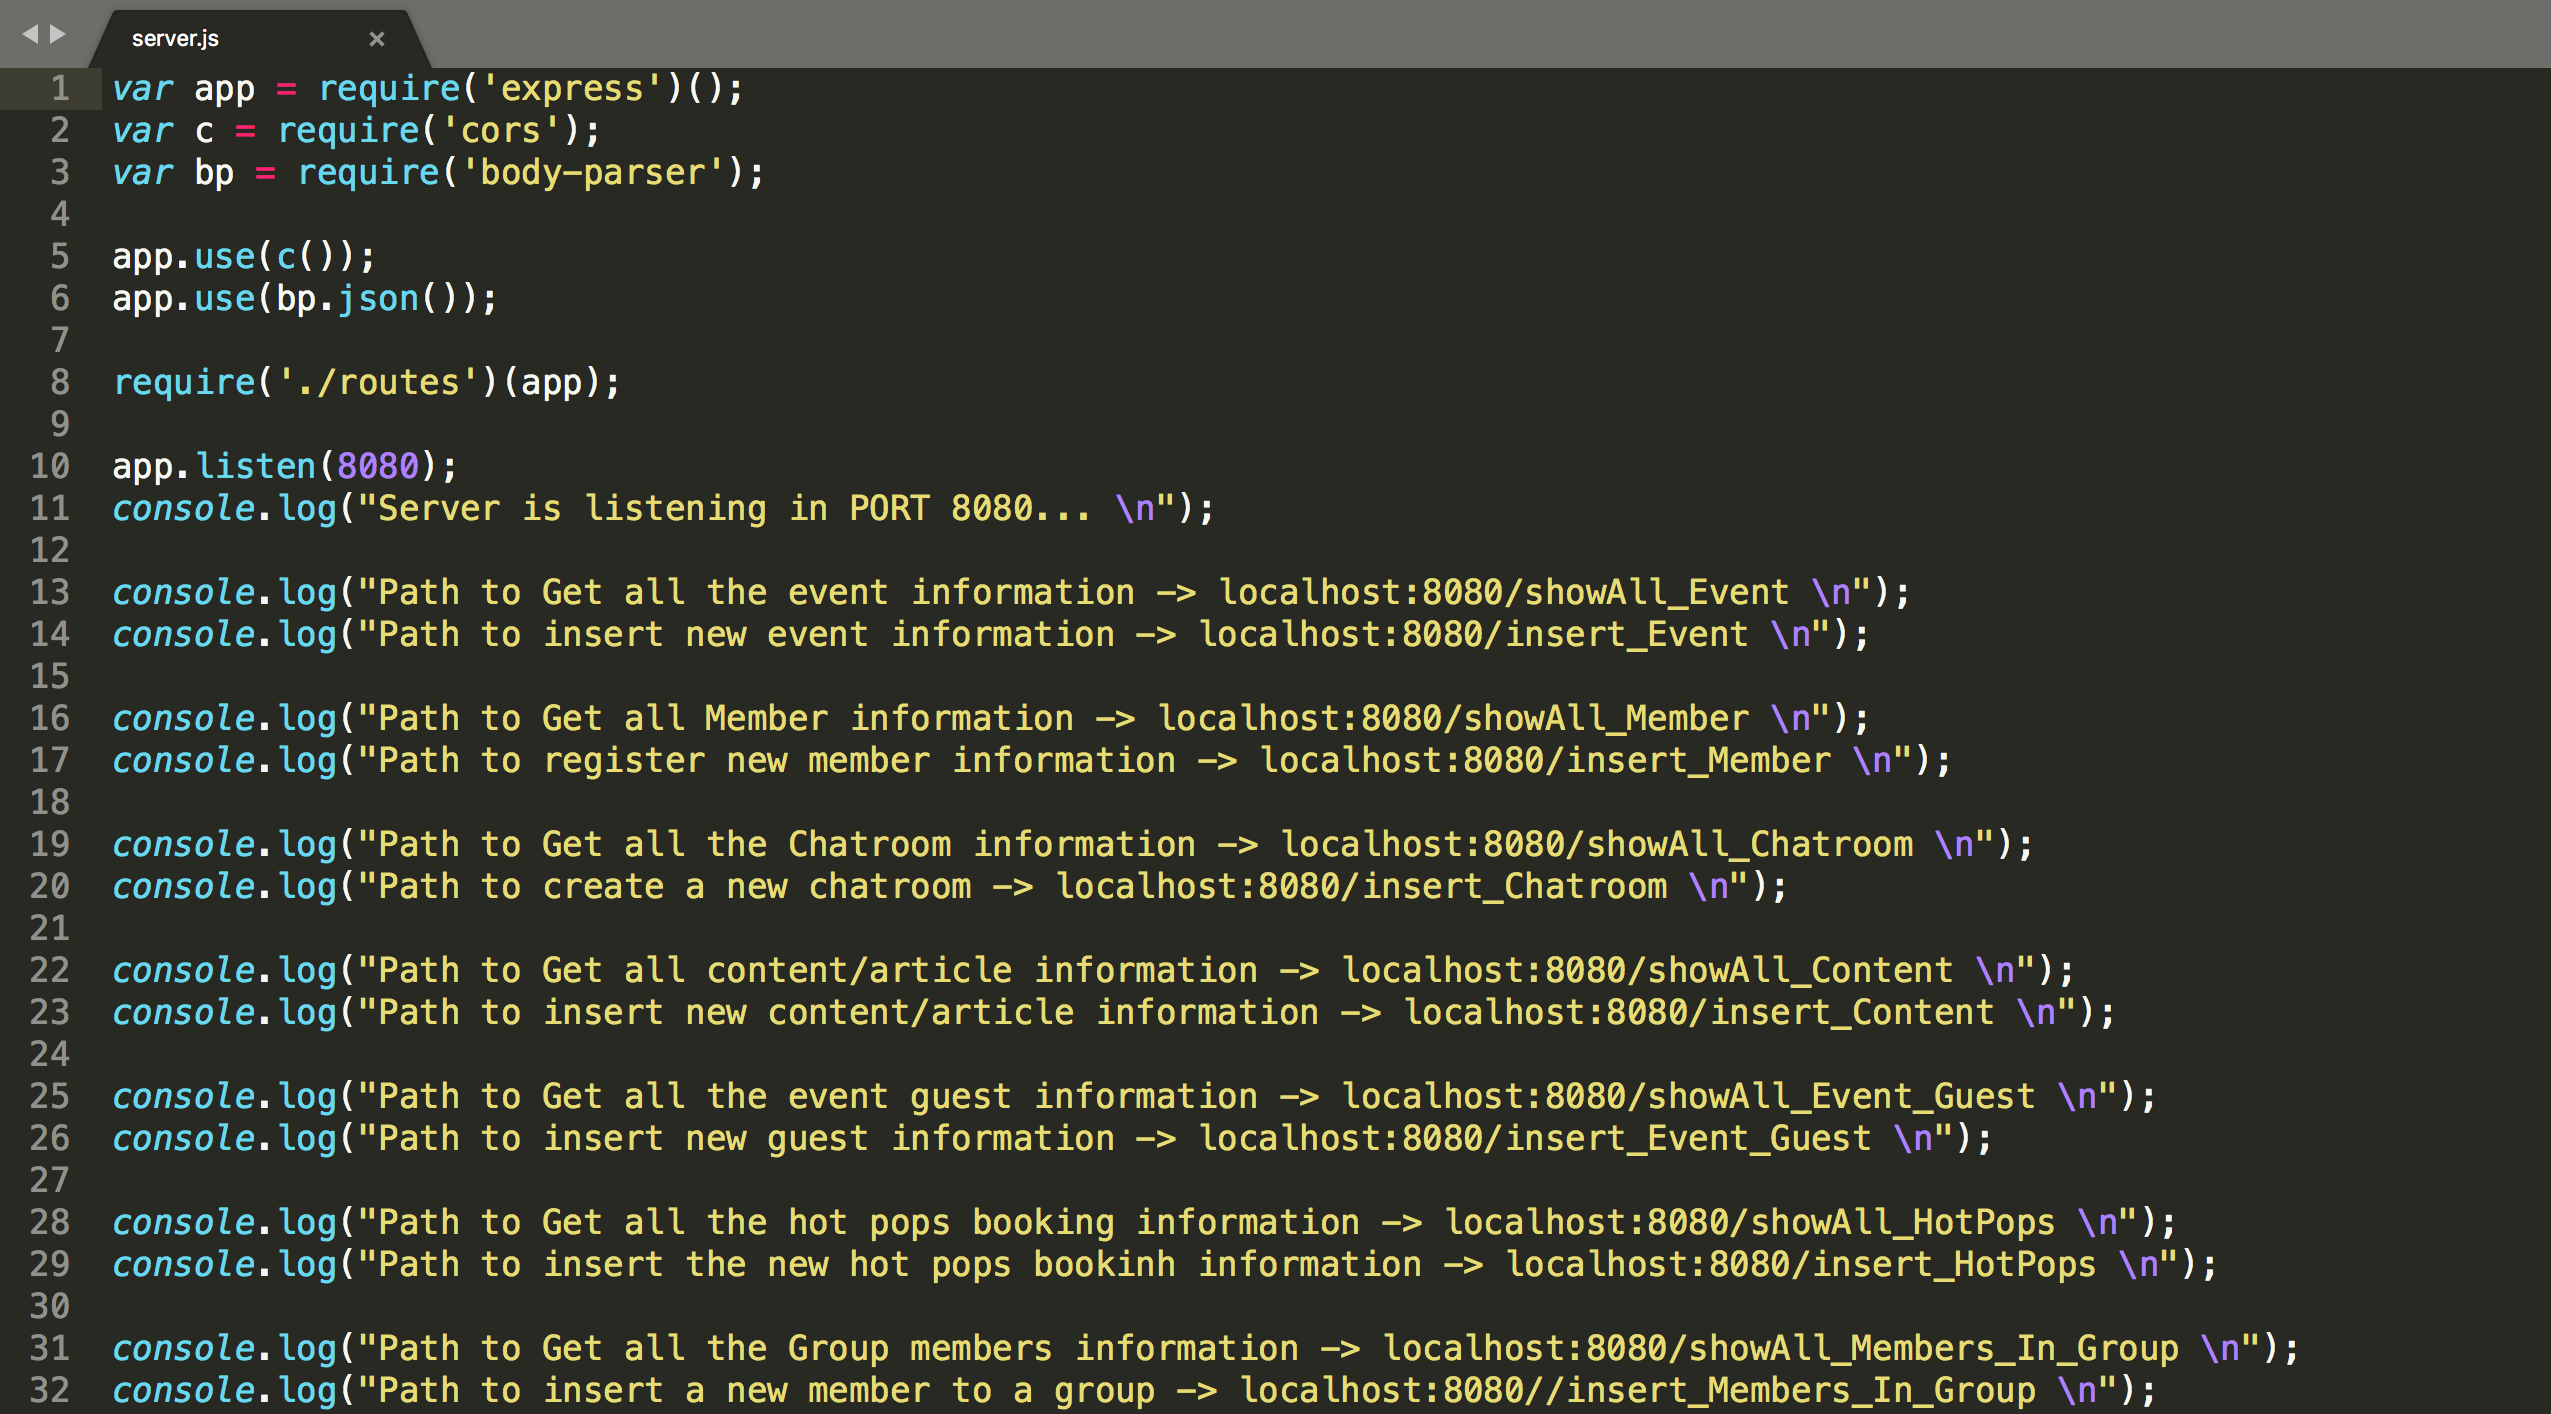 server.js ×
1 var app = require('express')();
2 var c = require('cors');
3 var bp = require('body-parser');
4
5 app.use(c());
6 app.use(bp.json());
7
8 require('./routes')(app);
9
10 app.listen(8080);
11 console.log("Server is listening in PORT 8080... \n");
12
13 console.log("Path to Get all the event information -> localhost:8080/showAll_Event \n");
14 console.log("Path to insert new event information -> localhost:8080/insert_Event \n");
15
16 console.log("Path to Get all Member information -> localhost:8080/showAll_Member \n");
17 console.log("Path to register new member information -> localhost:8080/insert_Member \n");
18
19 console.log("Path to Get all the Chatroom information -> localhost:8080/showAll_Chatroom \n");
20 console.log("Path to create a new chatroom -> localhost:8080/insert_Chatroom \n");
21
22 console.log("Path to Get all content/article information -> localhost:8080/showAll_Content \n");
23 console.log("Path to insert new content/article information -> localhost:8080/insert_Content \n");
24
25 console.log("Path to Get all the event guest information -> localhost:8080/showAll_Event_Guest \n");
26 console.log("Path to insert new guest information -> localhost:8080/insert_Event_Guest \n");
27
28 console.log("Path to Get all the hot pops booking information -> localhost:8080/showAll_HotPops \n");
29 console.log("Path to insert the new hot pops bookinh information -> localhost:8080/insert_HotPops \n");
30
31 console.log("Path to Get all the Group members information -> localhost:8080/showAll_Members_In_Group \n");
32 console.log("Path to insert a new member to a group -> localhost:8080//insert_Members_In_Group \n");